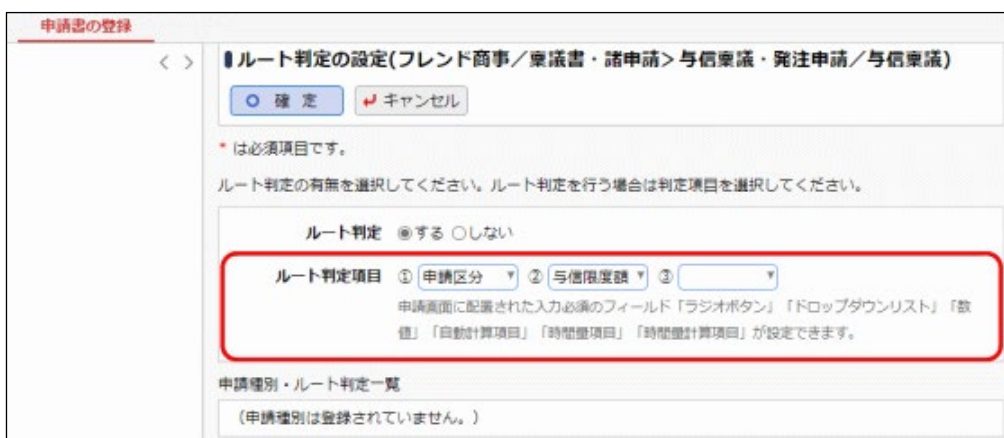 申請書の登録
< >
ルート判定の設定(フレンド商事／稟議書・諸申請＞与信稟議・発注申請／与信稟議)
確 定 キャンセル
* は必須項目です。
ルート判定の有無を選択してください。ルート判定を行う場合は判定項目を選択してください。
ルート判定 ◉する ○しない
ルート判定項目 ① 申請区分 ▼ ② 与信限度額 ▼ ③ ▼
申請画面に配置された入力必須のフィールド「ラジオボタン」「ドロップダウンリスト」「数
値」「自動計算項目」「時間量項目」「時間量計算項目」が設定できます。
申請種別・ルート判定一覧
（申請種別は登録されていません。）